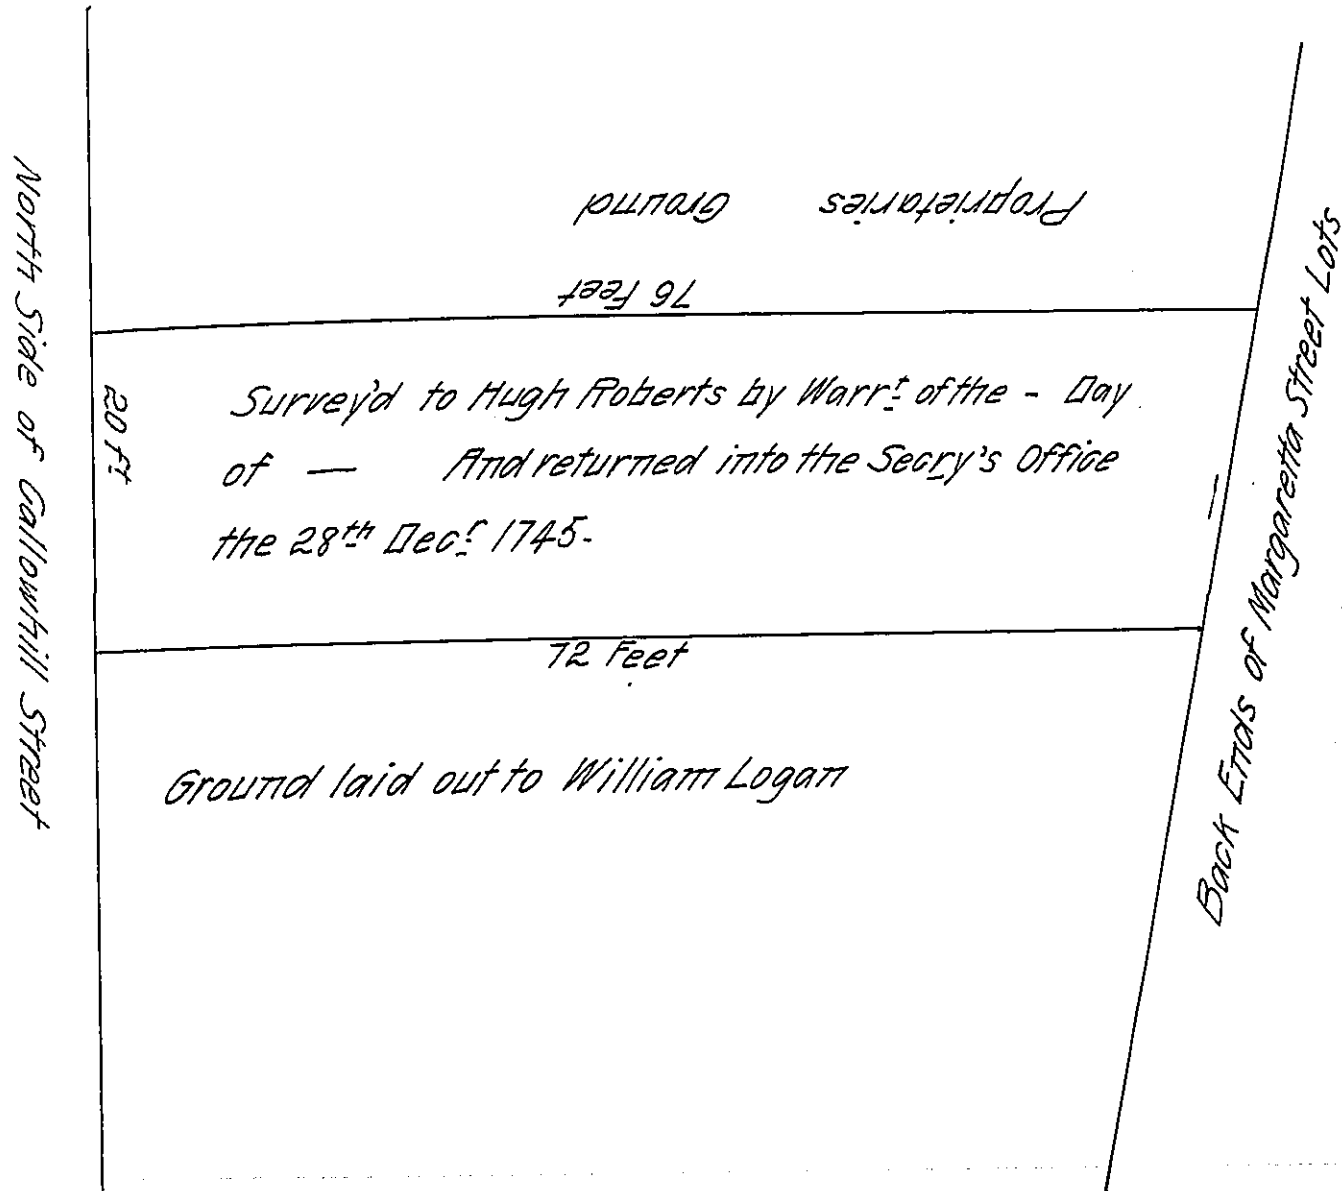 Proprietaries Ground
76 Feet
Survey'd to Hugh Roberts by Warrt of the - Day
of — And returned into the Secry's Office
the 28th Decr 1745-
20 ft
72 Feet
Ground laid out to William Logan
North Side of Callowhill Street
Back Ends of Margaretta Street Lots